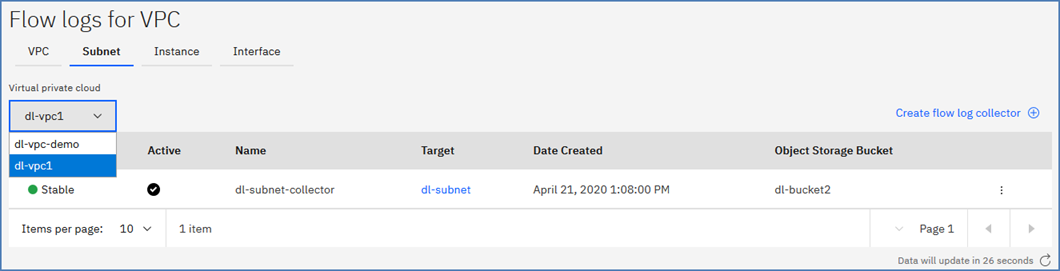 Flow logs for VPC
VPC Subnet Instance Interface
Virtual private cloud
dl-vpc1
Create flow log collector
dl-vpc-demo
dl-vpc1
Active Name Target Date Created Object Storage Bucket
Stable dl-subnet-collector dl-subnet April 21, 2020 1:08:00 PM dl-bucket2
Items per page: 10 1 item Page 1
Data will update in 26 seconds